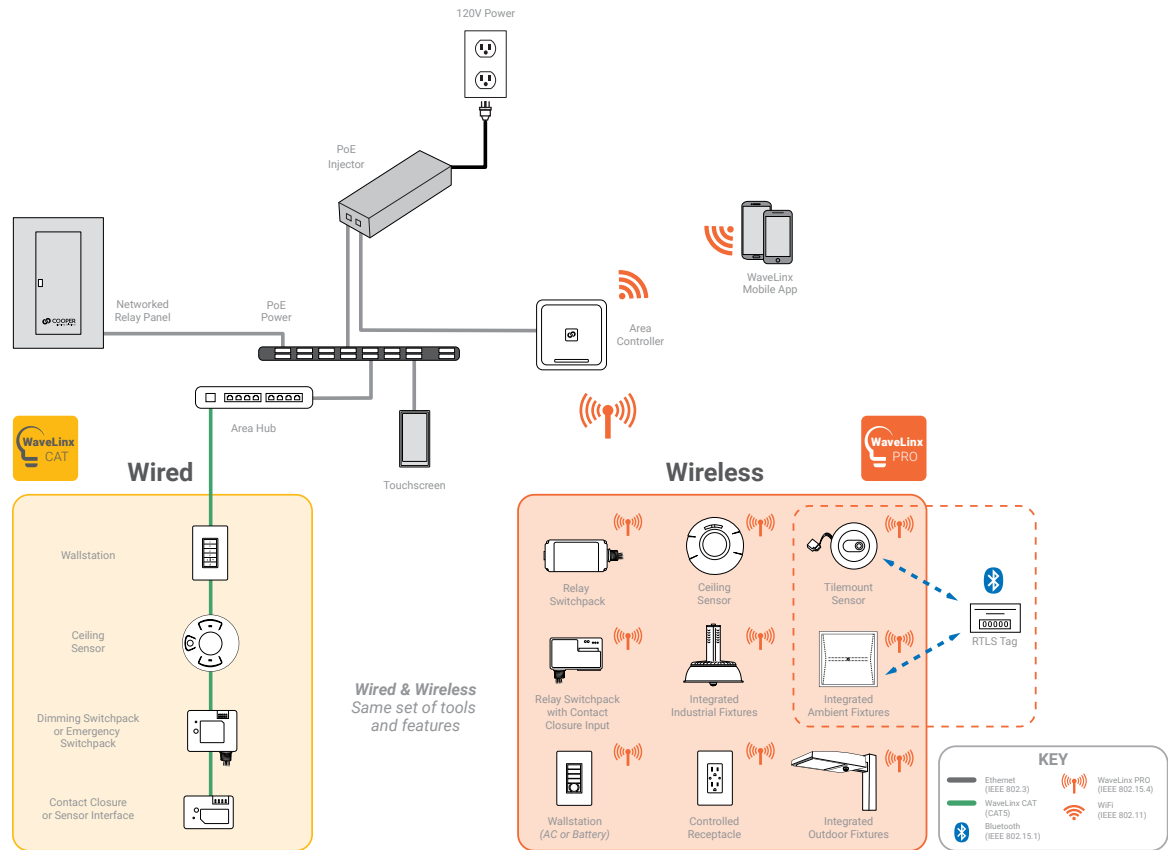 120V Power
PoE
Injector
WaveLinx
Mobile App
Networked
Relay Panel
PoE
Power
Area
Controller
COOPER
Area Hub
Touchscreen
WaveLinx
CAT
Wired
Wallstation
Ceiling
Sensor
Dimming Switchpack
or Emergency
Switchpack
Contact Closure
or Sensor Interface
Wired & Wireless
Same set of tools
and features
Wireless
WaveLinx
PRO
Relay
Switchpack
Ceiling
Sensor
Tilemount
Sensor
RTLS Tag
Relay Switchpack
with Contact
Closure Input
Integrated
Industrial Fixtures
Integrated
Ambient Fixtures
Wallstation
(AC or Battery)
Controlled
Receptacle
Integrated
Outdoor Fixtures
KEY
Ethernet
(IEEE 802.3)
WaveLinx CAT
(CAT5)
Bluetooth
(IEEE 802.15.1)
WaveLinx PRO
(IEEE 802.15.4)
WiFi
(IEEE 802.11)